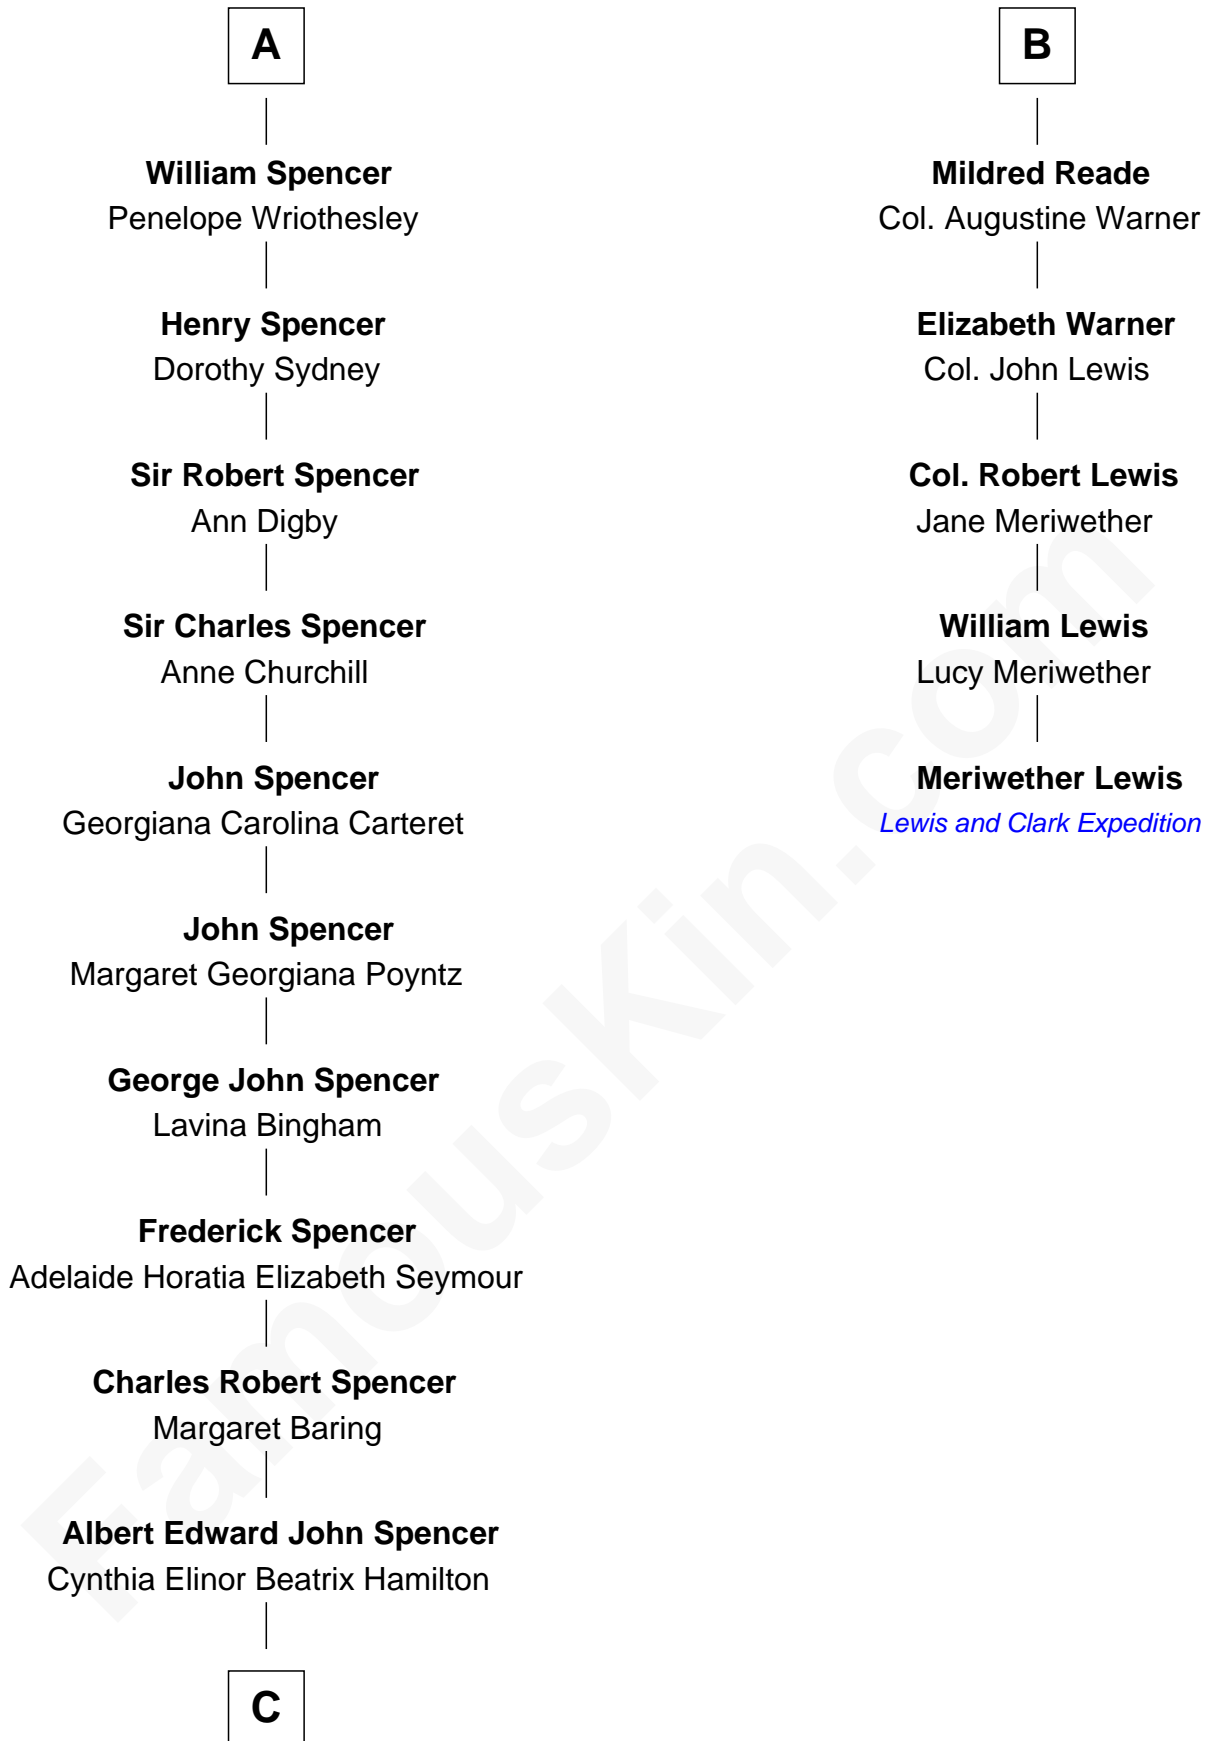 A
William Spencer
Penelope Wriothesley
Henry Spencer
Dorothy Sydney
Sir Robert Spencer
Ann Digby
Sir Charles Spencer
Anne Churchill
John Spencer
Georgiana Carolina Carteret
John Spencer
Margaret Georgiana Poyntz
George John Spencer
Lavina Bingham
Frederick Spencer
Adelaide Horatia Elizabeth Seymour
Charles Robert Spencer
Margaret Baring
Albert Edward John Spencer
Cynthia Elinor Beatrix Hamilton
C
B
Mildred Reade
Col. Augustine Warner
Elizabeth Warner
Col. John Lewis
Col. Robert Lewis
Jane Meriwether
William Lewis
Lucy Meriwether
Meriwether Lewis
Lewis and Clark Expedition
FamousKin.com